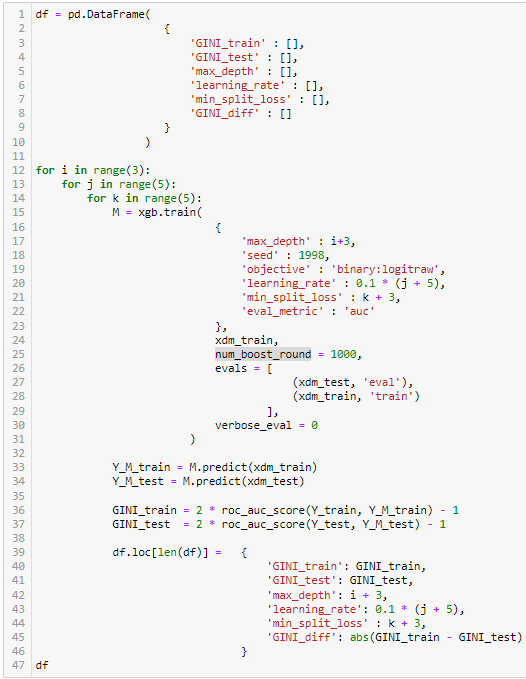 1 df = pd.DataFrame(
2 {
3 'GINI_train' : [],
4 'GINI_test' : [],
5 'max_depth' : [],
6 'learning_rate' : [],
7 'min_split_loss' : [],
8 'GINI_diff' : []
9 }
10 )
11
12 for i in range(3):
13 for j in range(5):
14 for k in range(5):
15 M = xgb.train(
16 {
17 'max_depth' : i+3,
18 'seed' : 1998,
19 'objective' : 'binary:logitraw',
20 'learning_rate' : 0.1 * (j + 5),
21 'min_split_loss' : k + 3,
22 'eval_metric' : 'auc'
23 },
24 xdm_train,
25 num_boost_round = 1000,
26 evals = [
27 (xdm_test, 'eval'),
28 (xdm_train, 'train')
29 ],
30 verbose_eval = 0
31 )
32
33 Y_M_train = M.predict(xdm_train)
34 Y_M_test = M.predict(xdm_test)
35
36 GINI_train = 2 * roc_auc_score(Y_train, Y_M_train) - 1
37 GINI_test = 2 * roc_auc_score(Y_test, Y_M_test) - 1
38
39 df.loc[len(df)] = {
40 'GINI_train': GINI_train,
41 'GINI_test': GINI_test,
42 'max_depth': i + 3,
43 'learning_rate': 0.1 * (j + 5),
44 'min_split_loss' : k + 3,
45 'GINI_diff': abs(GINI_train - GINI_test)
46 }
47 df